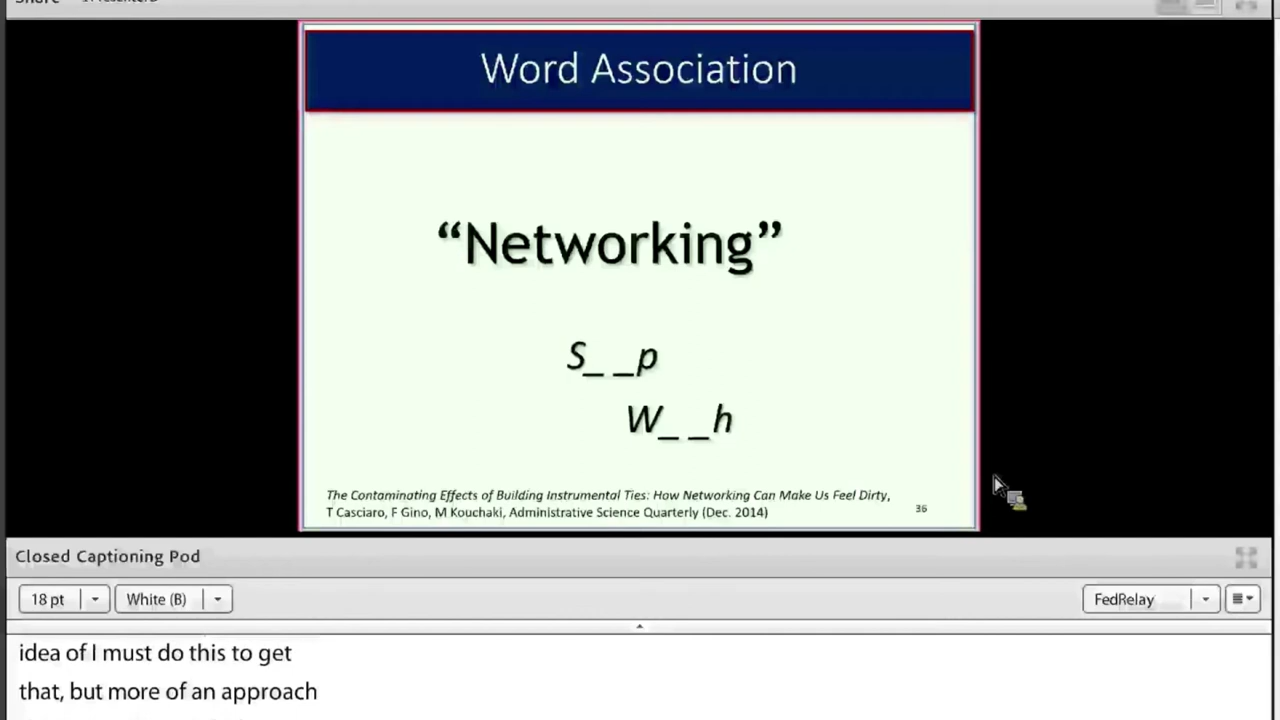 Word Association
“Networking”
S_ _p
W_ _h
The Contaminating Effects of Building Instrumental Ties: How Networking Can Make Us Feel Dirty,
T Casciaro, F Gino, M Kouchaki, Administrative Science Quarterly (Dec. 2014)
36
Closed Captioning Pod
18 pt
White (B)
FedRelay
idea of I must do this to get
that, but more of an approach